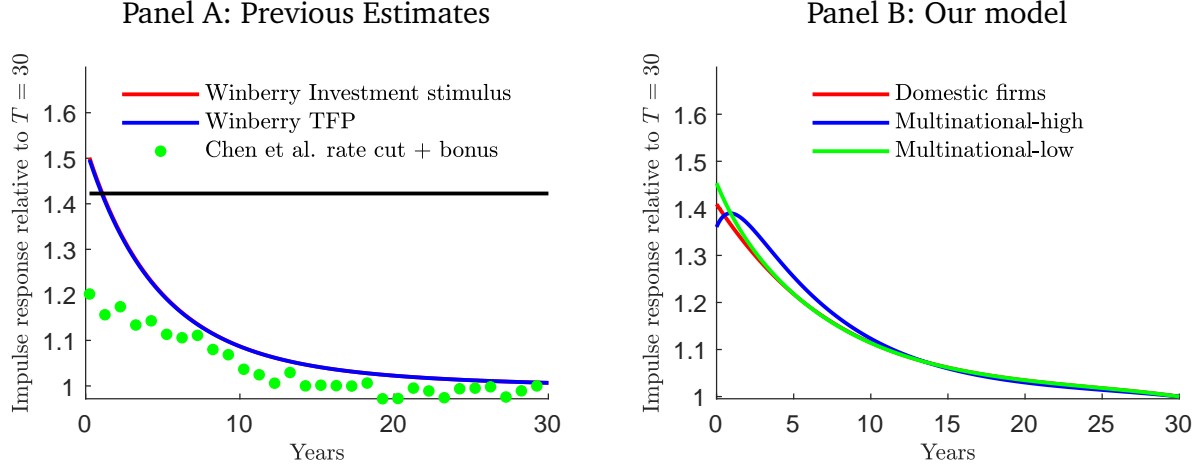 Panel A: Previous Estimates
Impulse response relative to T = 30
1.6
1.5
1.4
1.3
1.2
1.1
1
Winberry Investment stimulus
Winberry TFP
Chen et al. rate cut + bonus
0
10
20
30
Years
Panel B: Our model
Impulse response relative to T = 30
1.6
1.5
1.4
1.3
1.2
1.1
1
Domestic firms
Multinational-high
Multinational-low
0
5
10
15
20
25
30
Years